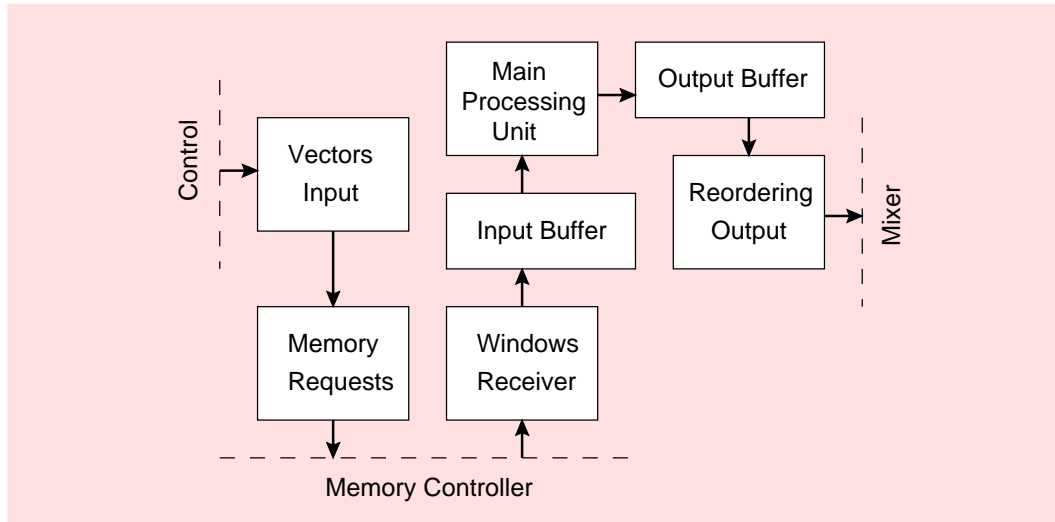 Control
Vectors
Input
Memory
Requests
Memory Controller
Windows
Receiver
Input Buffer
Main
Processing
Unit
Output Buffer
Reordering
Output
Mixer